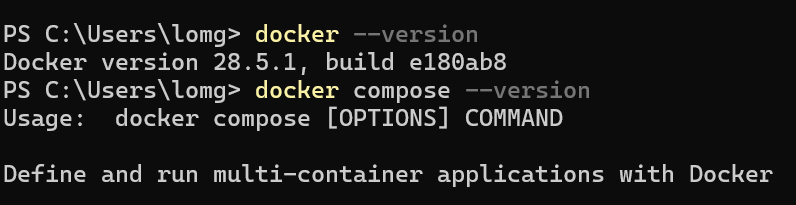 PS C:\Users\lomg> docker --version
Docker version 28.5.1, build e180ab8
PS C:\Users\lomg> docker compose --version
Usage:  docker compose [OPTIONS] COMMAND
Define and run multi-container applications with Docker